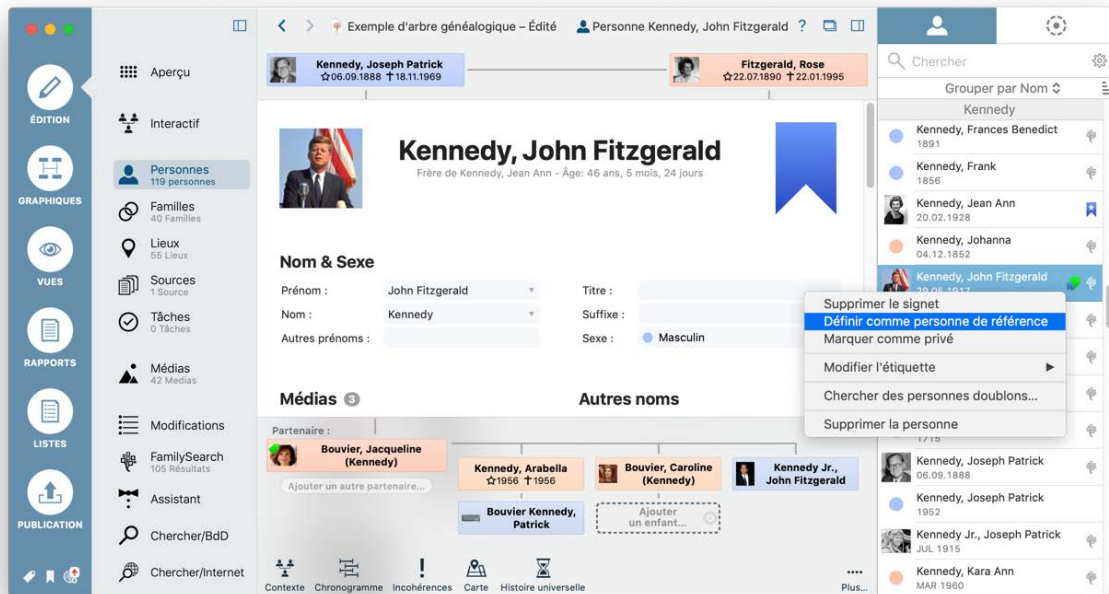 Exemple d'arbre généalogique – Édité
Personne Kennedy, John Fitzgerald
?
ÉDITION
GRAPHIQUES
VUES
RAPPORTS
LISTES
PUBLICATION
Aperçu
Interactif
Personnes
119 personnes
Familles
40 Familles
Lieux
55 Lieux
Sources
1 Source
Tâches
0 Tâches
Médias
42 Medias
Modifications
FamilySearch
105 Résultats
Assistant
Chercher/BdD
Chercher/Internet
Kennedy, Joseph Patrick
☆06.09.1888 ✝18.11.1969
Fitzgerald, Rose
☆22.07.1890 ✝22.01.1995
Kennedy, John Fitzgerald
Frère de Kennedy, Jean Ann – Âge: 46 ans, 5 mois, 24 jours
Nom & Sexe
Prénom : John Fitzgerald
Titre :
Nom : Kennedy
Suffixe :
Autres prénoms :
Sexe : Masculin
Médias 3
Autres noms
Partenaire :
Bouvier, Jacqueline
(Kennedy)
Ajouter un autre partenaire...
Kennedy, Arabella
☆1956 ✝1956
Bouvier, Caroline
(Kennedy)
Kennedy Jr.,
John Fitzgerald
Bouvier Kennedy,
Patrick
Ajouter
un enfant...
Contexte
Chronogramme
Incohérences
Carte
Histoire universelle
Plus...
Chercher
Grouper par Nom
Kennedy
Kennedy, Frances Benedict
1891
Kennedy, Frank
1856
Kennedy, Jean Ann
20.02.1928
Kennedy, Johanna
04.12.1852
Kennedy, John Fitzgerald
29.05.1917
Supprimer le signet
Définir comme personne de référence
Marquer comme privé
Modifier l'étiquette
Chercher des personnes doublons...
Supprimer la personne
1715
Kennedy, Joseph Patrick
06.09.1888
Kennedy, Joseph Patrick
1952
Kennedy Jr., Joseph Patrick
JUL 1915
Kennedy, Kara Ann
MAR 1960